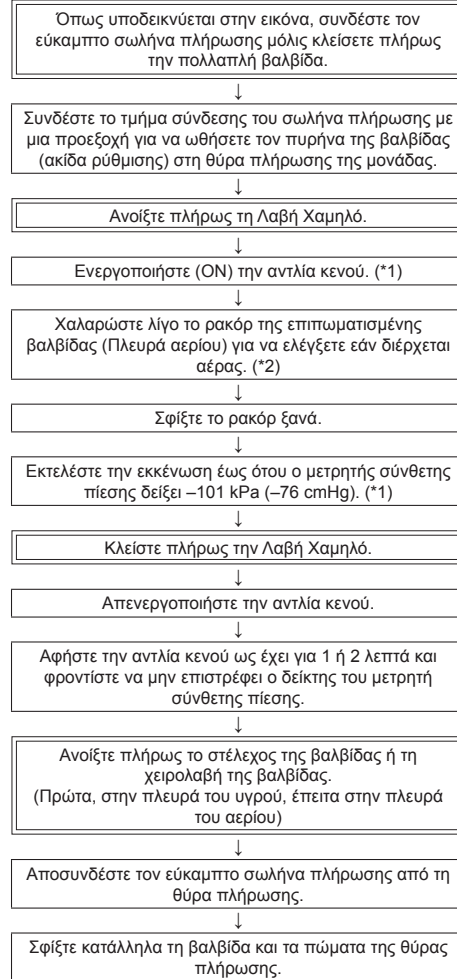 Όπως υποδεικνύεται στην εικόνα, συνδέστε τον
εύκαμπτο σωλήνα πλήρωσης μόλις κλείσετε πλήρως
την πολλαπλή βαλβίδα.
↓
Συνδέστε το τμήμα σύνδεσης του σωλήνα πλήρωσης με
μια προεξοχή για να ωθήσετε τον πυρήνα της βαλβίδας
(ακίδα ρύθμισης) στη θύρα πλήρωσης της μονάδας.
↓
Ανοίξτε πλήρως τη Λαβή Χαμηλό.
↓
Ενεργοποιήστε (ON) την αντλία κενού. (*1)
↓
Χαλαρώστε λίγο το ρακόρ της επιπωματισμένης
βαλβίδας (Πλευρά αερίου) για να ελέγξετε εάν διέρχεται
αέρας. (*2)
↓
Σφίξτε το ρακόρ ξανά.
↓
Εκτελέστε την εκκένωση έως ότου ο μετρητής σύνθετης
πίεσης δείξει –101 kPa (–76 cmHg). (*1)
↓
Κλείστε πλήρως την Λαβή Χαμηλό.
↓
Απενεργοποιήστε την αντλία κενού.
↓
Αφήστε την αντλία κενού ως έχει για 1 ή 2 λεπτά και
φροντίστε να μην επιστρέφει ο δείκτης του μετρητή
σύνθετης πίεσης.
↓
Ανοίξτε πλήρως το στέλεχος της βαλβίδας ή τη
χειρολαβή της βαλβίδας.
(Πρώτα, στην πλευρά του υγρού, έπειτα στην πλευρά
του αερίου)
↓
Αποσυνδέστε τον εύκαμπτο σωλήνα πλήρωσης από τη
θύρα πλήρωσης.
↓
Σφίξτε κατάλληλα τη βαλβίδα και τα πώματα της θύρας
πλήρωσης.